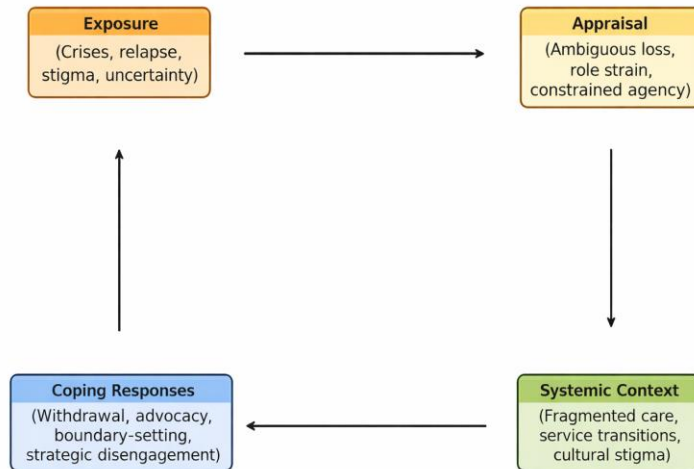 Exposure
(Crises, relapse,
stigma, uncertainty)
Appraisal
(Ambiguous loss,
role strain,
constrained agency)
Coping Responses
(Withdrawal, advocacy,
boundary-setting,
strategic disengagement)
Systemic Context
(Fragmented care,
service transitions,
cultural stigma)